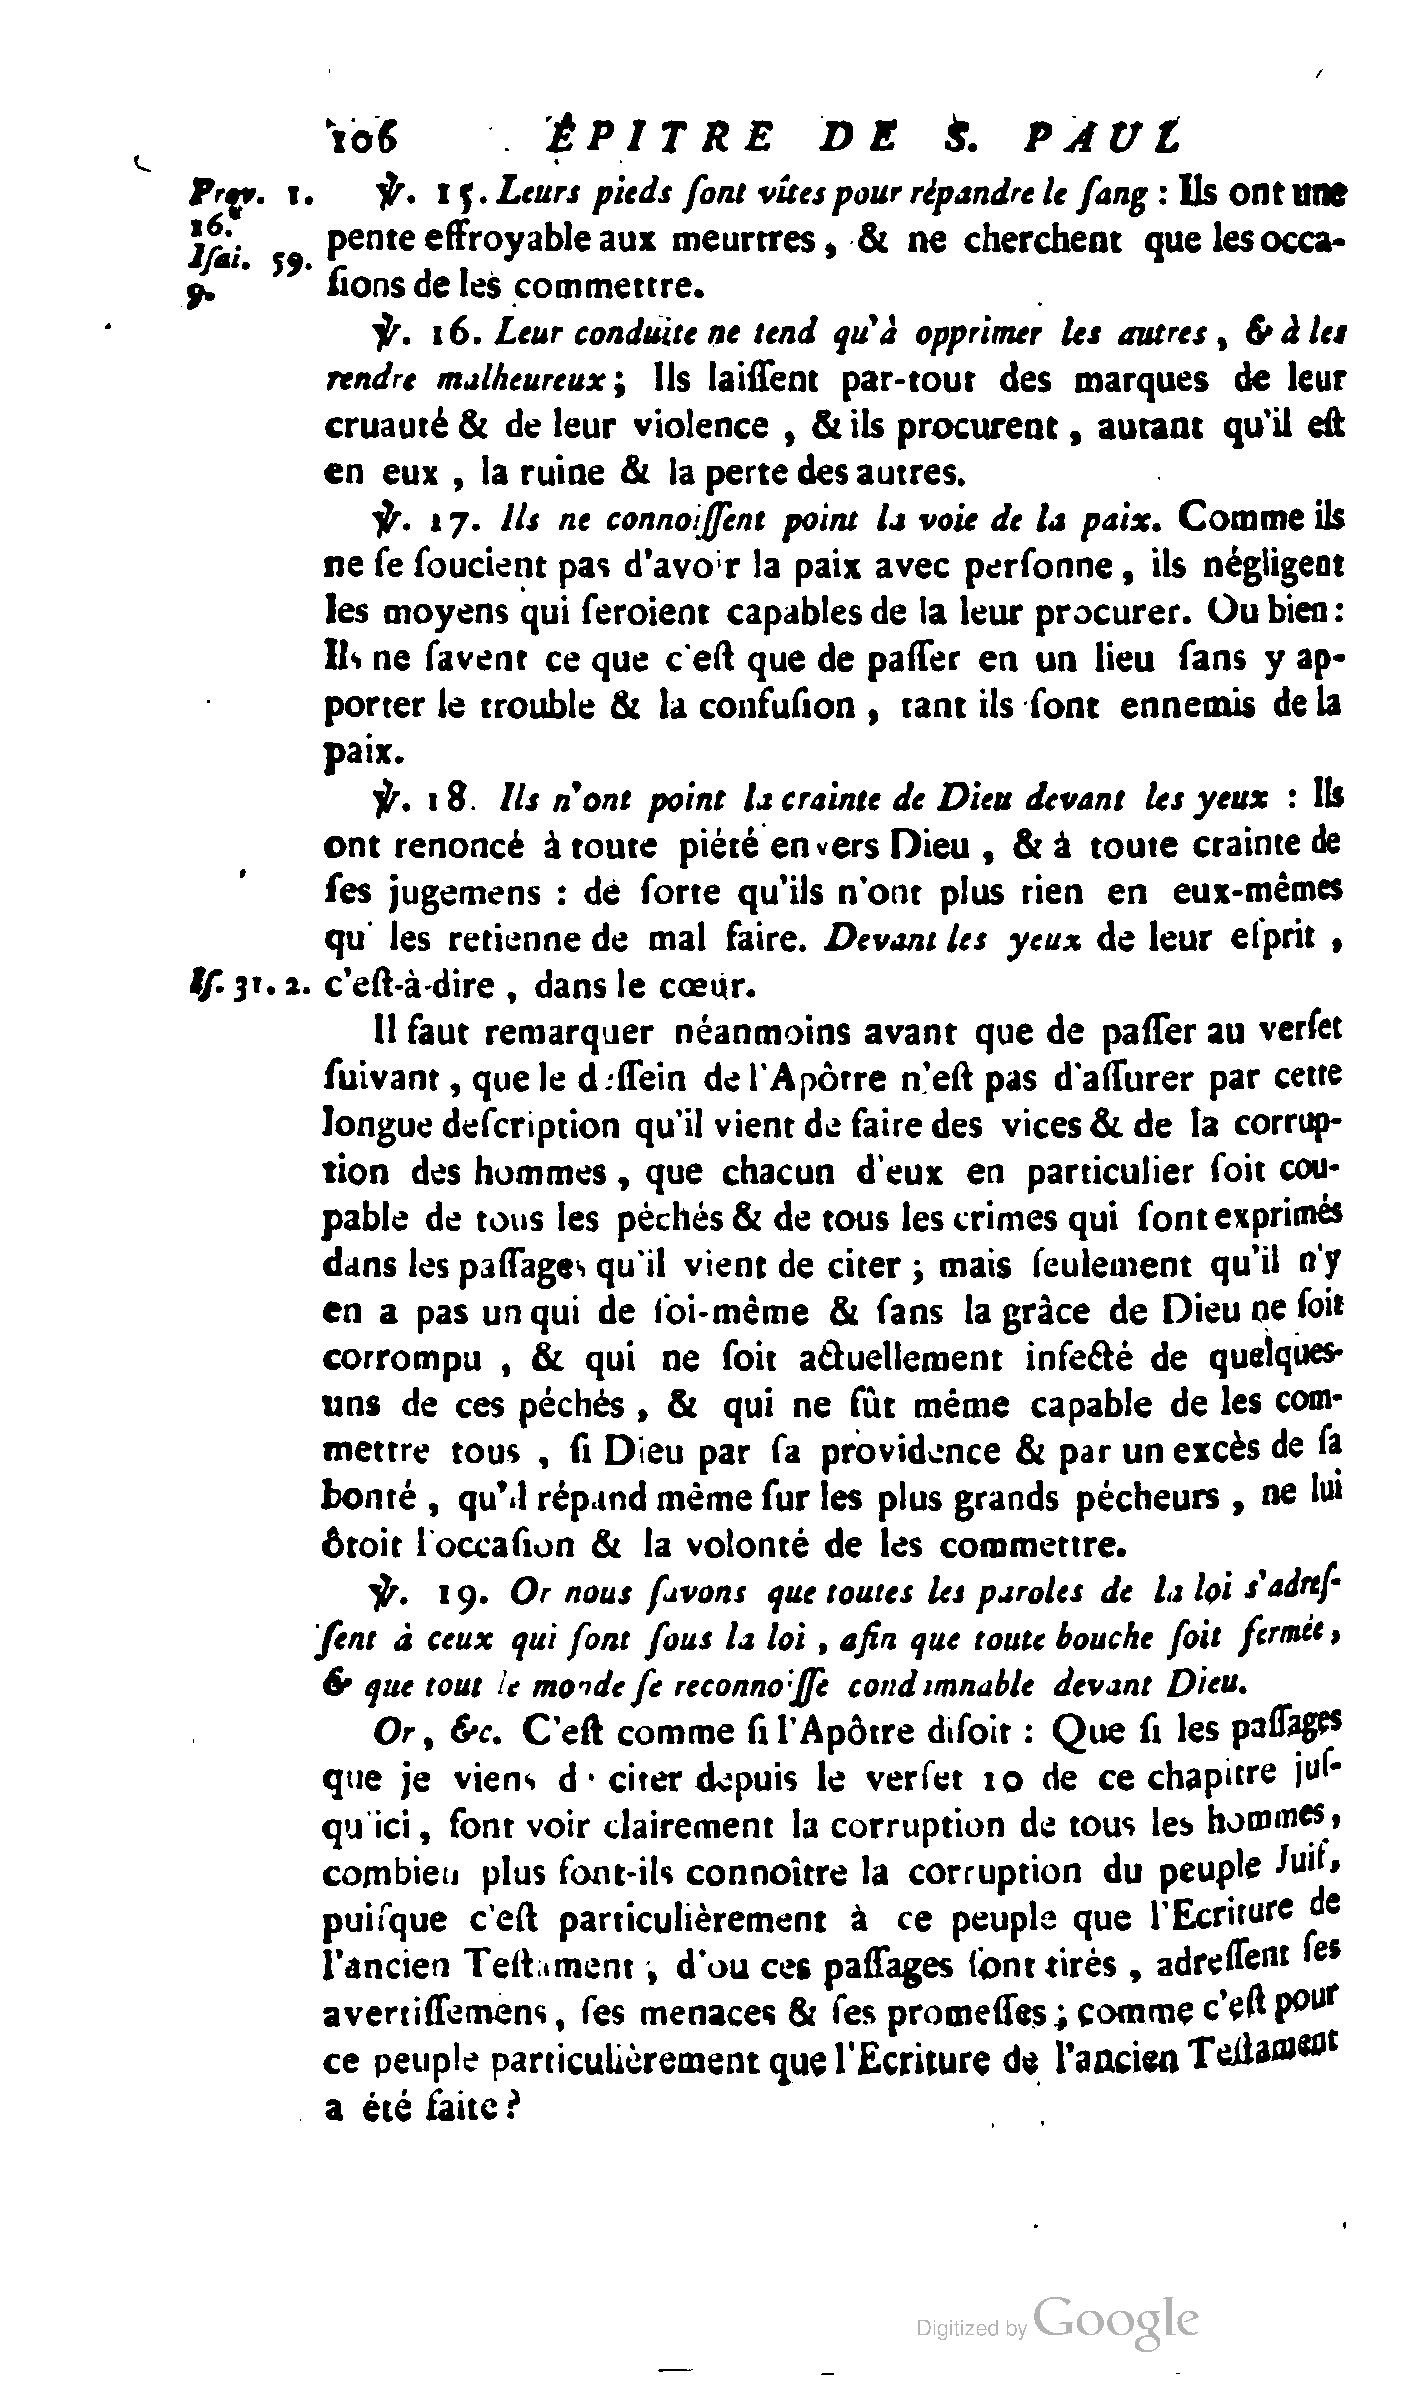 106 ÉPITRE DE S. PAUL
Prov. 1.
16.
Iſai. 59.
9.
℣. 15. Leurs pieds ſont vîtes pour répandre le ſang : Ils ont une
pente effroyable aux meurtres, & ne cherchent que les occa-
ſions de les commettre.
℣. 16. Leur conduite ne tend qu'à opprimer les autres, & à les
rendre malheureux; Ils laiſſent par-tout des marques de leur
cruauté & de leur violence, & ils procurent, autant qu'il eſt
en eux, la ruine & la perte des autres.
℣. 17. Ils ne connoiſſent point la voie de la paix. Comme ils
ne ſe ſoucient pas d'avoir la paix avec perſonne, ils négligent
les moyens qui ſeroient capables de la leur procurer. Ou bien:
Ils ne ſavent ce que c'eſt que de paſſer en un lieu ſans y ap-
porter le trouble & la confuſion, tant ils ſont ennemis de la
paix.
℣. 18. Ils n'ont point la crainte de Dieu devant les yeux : Ils
ont renoncé à toute piété envers Dieu, & à toute crainte de
ſes jugemens : de ſorte qu'ils n'ont plus rien en eux-mêmes
qui les retienne de mal faire. Devant les yeux de leur eſprit,
Iſ. 31. 2. c'eſt-à-dire, dans le cœur.
Il faut remarquer néanmoins avant que de paſſer au verſet
ſuivant, que le deſſein de l'Apôtre n'eſt pas d'aſſurer par cette
longue deſcription qu'il vient de faire des vices & de la corrup-
tion des hommes, que chacun d'eux en particulier ſoit cou-
pable de tous les péchés & de tous les crimes qui ſont exprimés
dans les paſſages qu'il vient de citer; mais ſeulement qu'il n'y
en a pas un qui de ſoi-même & ſans la grâce de Dieu ne ſoit
corrompu, & qui ne ſoit actuellement infecté de quelques-
uns de ces péchés, & qui ne fût même capable de les com-
mettre tous, ſi Dieu par ſa providence & par un excès de ſa
bonté, qu'il répand même ſur les plus grands pécheurs, ne lui
ôtoit l'occaſion & la volonté de les commettre.
℣. 19. Or nous ſavons que toutes les paroles de la loi s'adreſ-
ſent à ceux qui ſont ſous la loi, afin que toute bouche ſoit fermée,
& que tout le monde ſe reconnoiſſe condamnable devant Dieu.
Or, &c. C'eſt comme ſi l'Apôtre diſoit : Que ſi les paſſages
que je viens de citer depuis le verſet 10 de ce chapitre juſ-
qu'ici, font voir clairement la corruption de tous les hommes,
combien plus font-ils connoître la corruption du peuple Juif,
puiſque c'eſt particulièrement à ce peuple que l'Ecriture de
l'ancien Teſtament, d'ou ces paſſages ſont tirés, adreſſent ſes
avertiſſemens, ſes menaces & ſes promeſſes; comme c'eſt pour
ce peuple particulièrement que l'Ecriture de l'ancien Teſtament
a été faite?
Digitized by Google